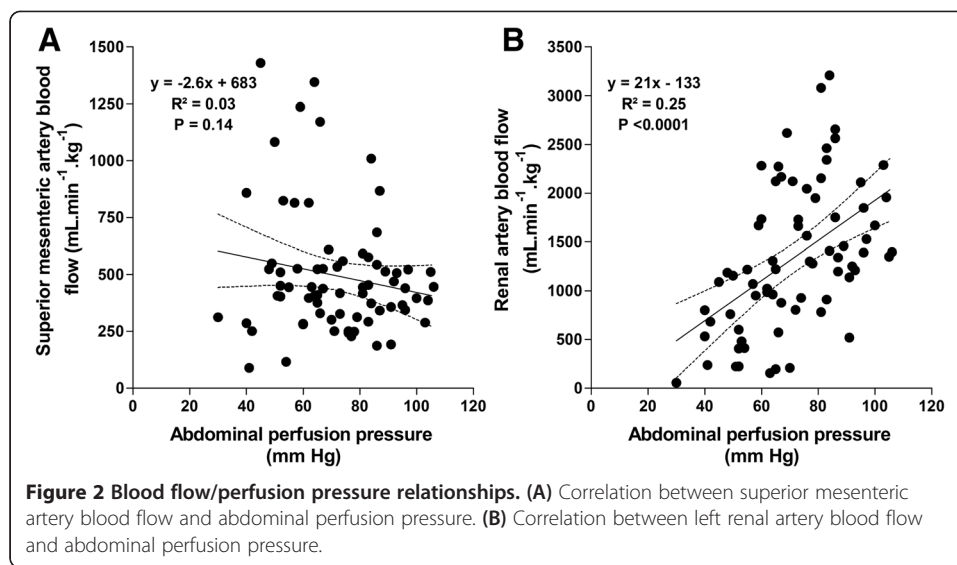 A
Superior mesenteric artery blood
flow (mL.min⁻¹.kg⁻¹)
1500
1250
1000
750
500
250
0
y = -2.6x + 683
R² = 0.03
P = 0.14
0 20 40 60 80 100 120
Abdominal perfusion pressure
(mm Hg)
B
Renal artery blood flow
(mL.min⁻¹.kg⁻¹)
3500
3000
2500
2000
1500
1000
500
0
y = 21x - 133
R² = 0.25
P <0.0001
0 20 40 60 80 100 120
Abdominal perfusion pressure
(mm Hg)
Figure 2 Blood flow/perfusion pressure relationships. (A) Correlation between superior mesenteric
artery blood flow and abdominal perfusion pressure. (B) Correlation between left renal artery blood flow
and abdominal perfusion pressure.